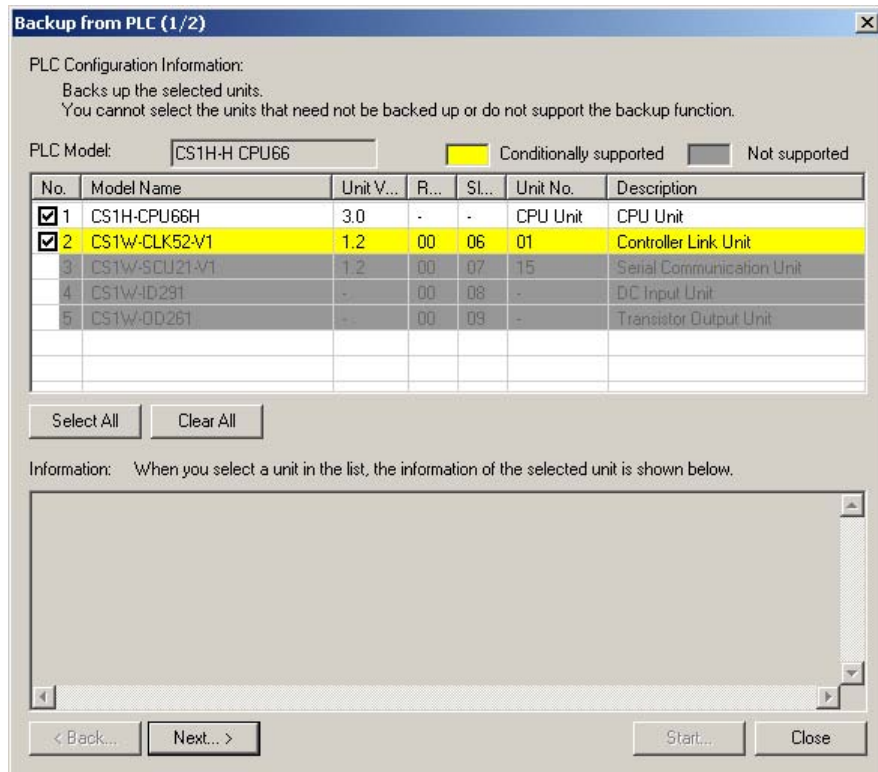 Backup from PLC (1/2)
PLC Configuration Information:
Backs up the selected units.
You cannot select the units that need not be backed up or do not support the backup function.
PLC Model: CS1H-H CPU66 Conditionally supported Not supported
No. Model Name Unit V... R... Sl... Unit No. Description
1 CS1H-CPU66H 3.0 - - CPU Unit CPU Unit
2 CS1W-CLK52-V1 1.2 00 06 01 Controller Link Unit
3 CS1W-SCU21-V1 1.2 00 07 15 Serial Communication Unit
4 CS1W-ID291 - 00 08 - DC Input Unit
5 CS1W-OD261 - 00 09 - Transistor Output Unit
Select All Clear All
Information: When you select a unit in the list, the information of the selected unit is shown below.
< Back... Next... > Start... Close